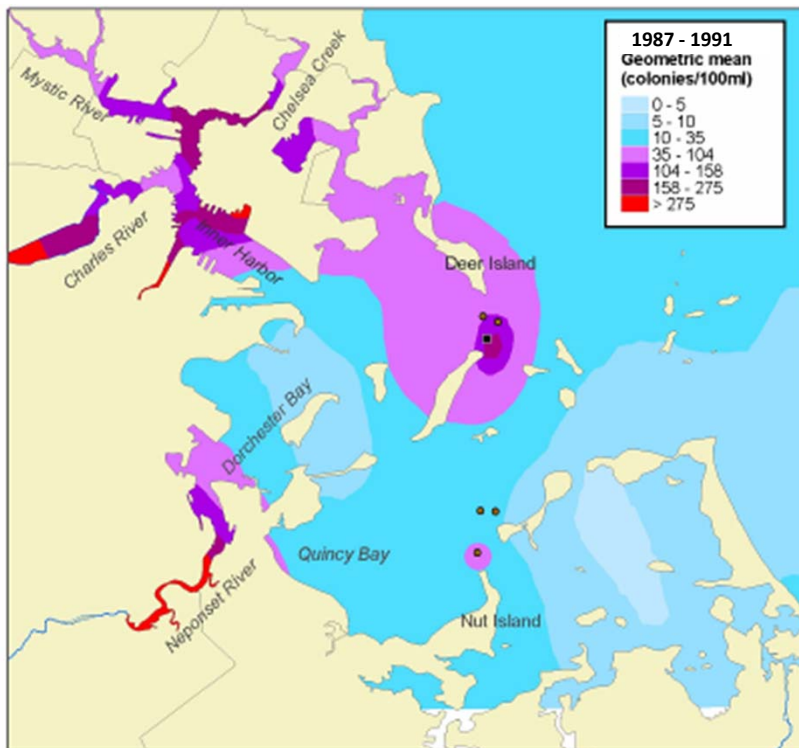 1987 - 1991
Geometric mean
(colonies/100ml)
0 - 5
5 - 10
10 - 35
35 - 104
104 - 158
158 - 275
> 275
Mystic River
Chelsea Creek
Charles River
Inner Harbor
Deer Island
Dorchester Bay
Quincy Bay
Neponset River
Nut Island